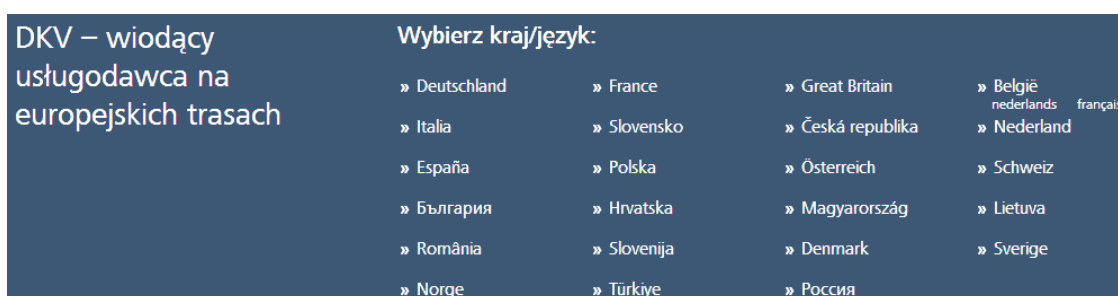 DKV – wiodący
usługodawca na
europejskich trasach
Wybierz kraj/język:
» Deutschland
» France
» Great Britain
» België
nederlands français
» Italia
» Slovensko
» Česká republika
» Nederland
» España
» Polska
» Österreich
» Schweiz
» България
» Hrvatska
» Magyarország
» Lietuva
» România
» Slovenija
» Denmark
» Sverige
» Norge
» Türkiye
» Россия